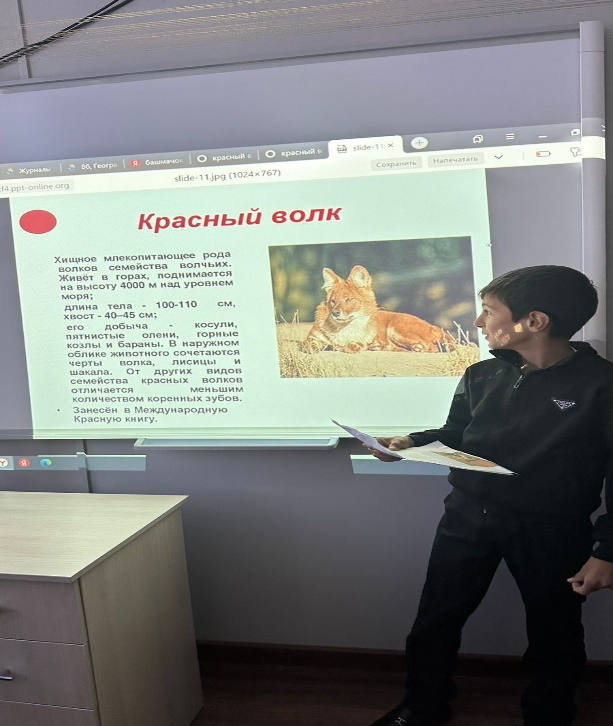 Журналы
6б, Геогр
башмачо
красный в
красный в
slide-11.
Сохранить
Напечатать
cf4.ppt-online.org
slide-11.jpg (1024×767)
Красный волк
Хищное млекопитающее рода
волков семейства волчьих.
Живёт в горах, поднимается
на высоту 4000 м над уровнем
моря;
длина тела - 100-110 см,
хвост - 40–45 см;
его добыча - косули,
пятнистые олени, горные
козлы и бараны. В наружном
облике животного сочетаются
черты волка, лисицы и
шакала. От других видов
семейства красных волков
отличается меньшим
количеством коренных зубов.
• Занесён в Международную
Красную книгу.